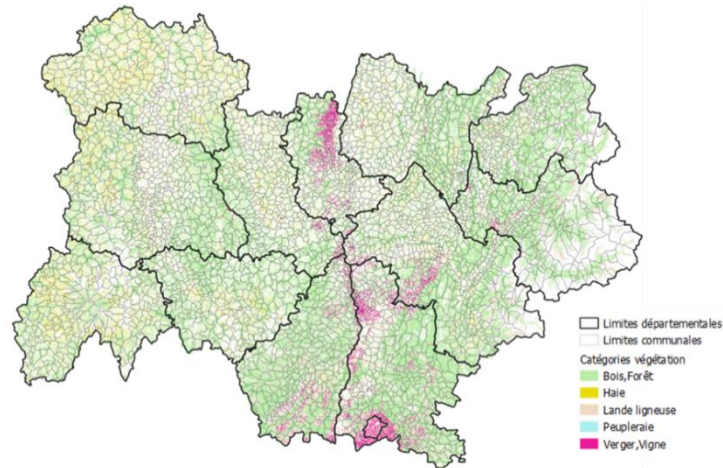 Limites départementales
Limites communales
Catégories végétation
Bois,Forêt
Haie
Lande ligneuse
Peupleraie
Verger,Vigne